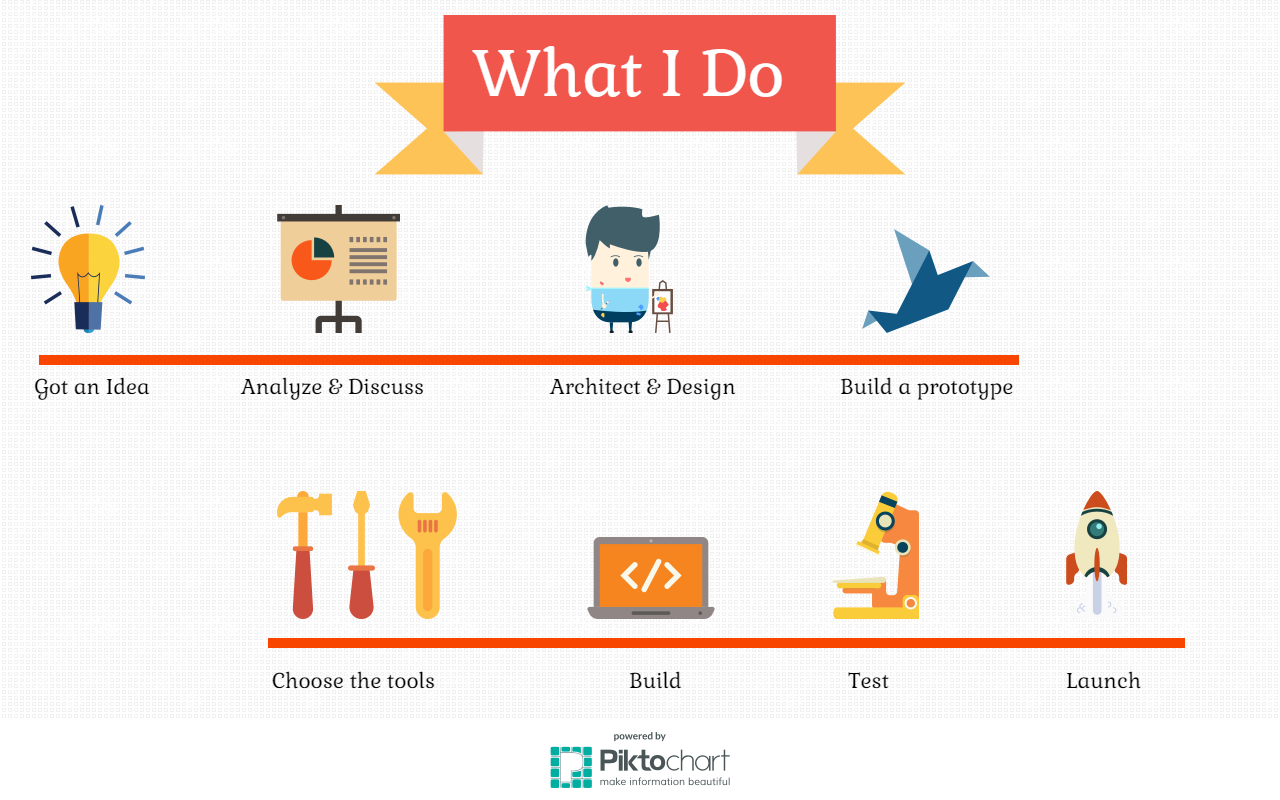 What I Do
Got an Idea
Analyze & Discuss
Architect & Design
Build a prototype
</>
Choose the tools
Build
Test
Launch
powered by
Piktochart
make information beautiful